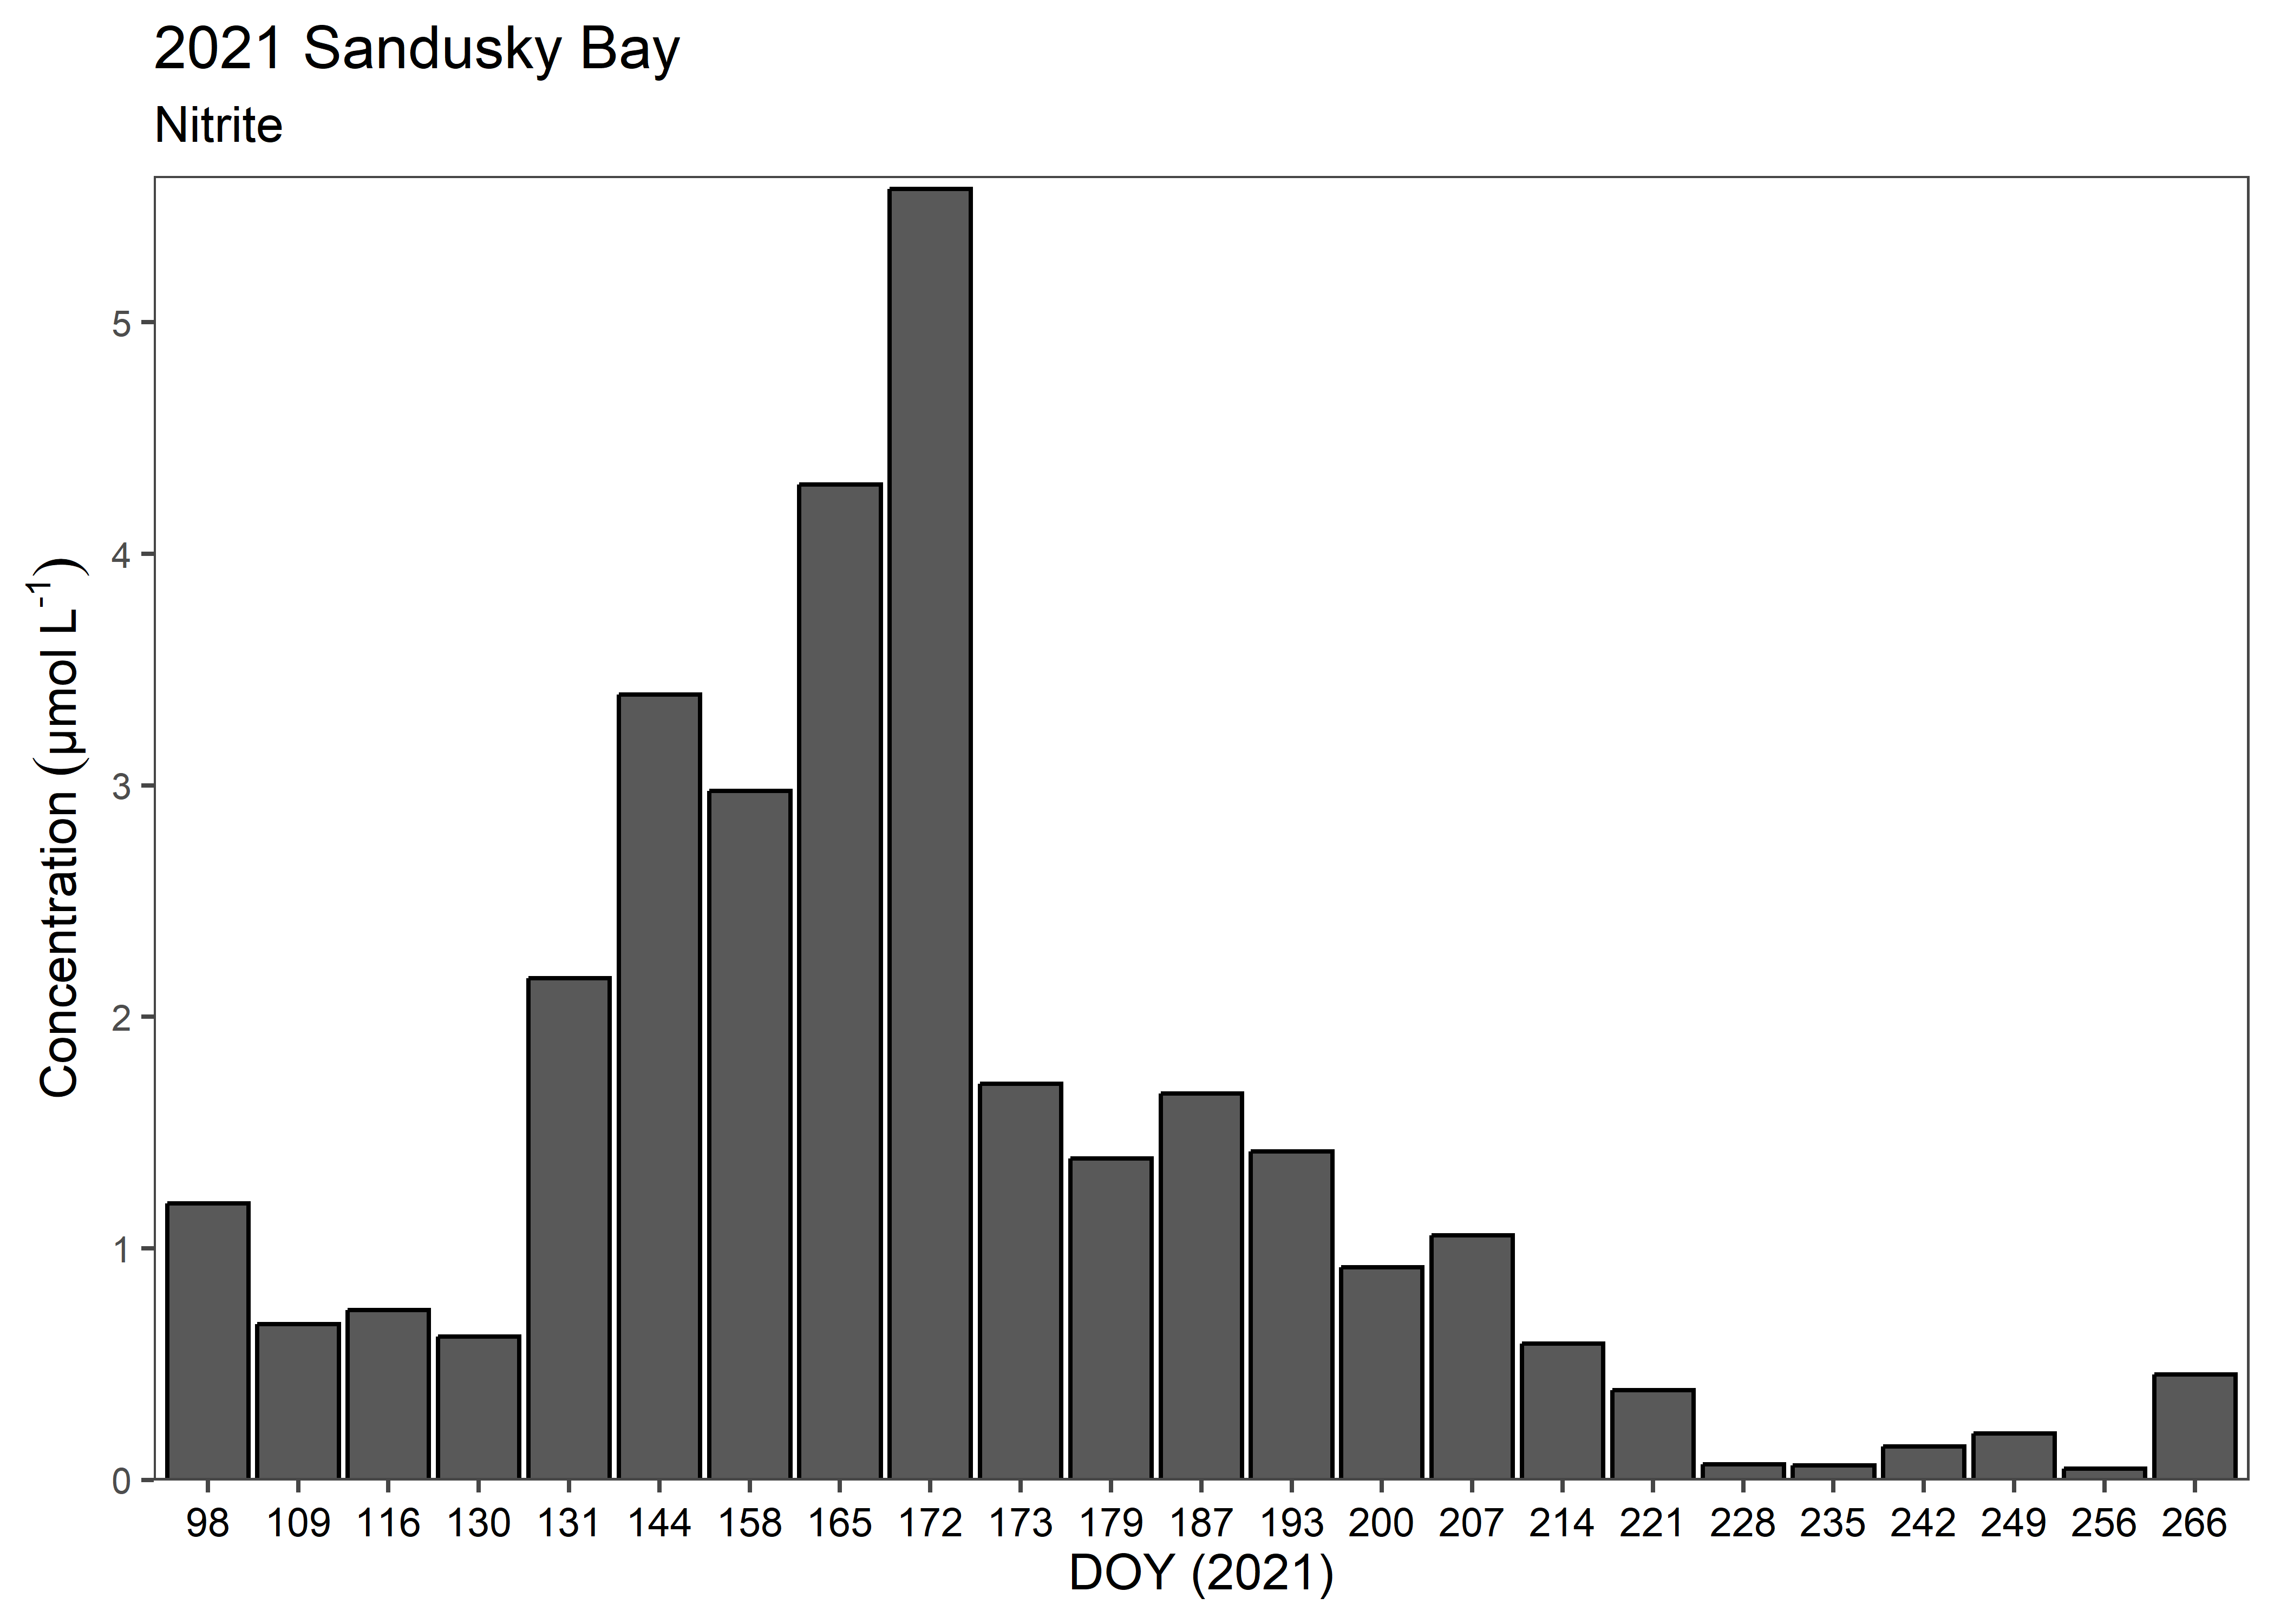 2021 Sandusky Bay
Nitrite
Concentration (µmol L-1)
5
4
3
2
1
0
98 109 116 130 131 144 158 165 172 173 179 187 193 200 207 214 221 228 235 242 249 256 266
DOY (2021)